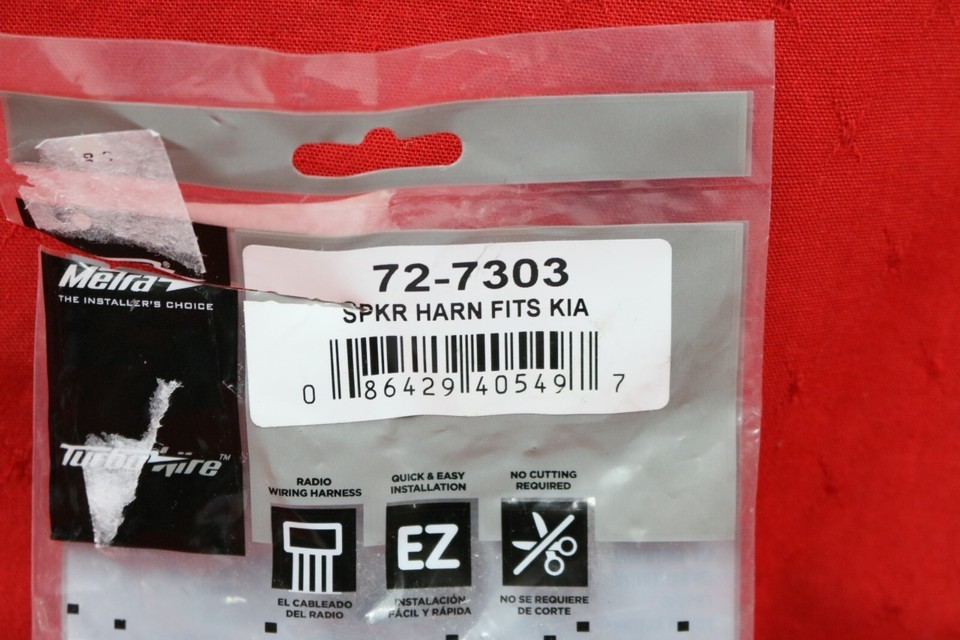 Metra
THE INSTALLER'S CHOICE
72-7303
SPKR HARN FITS KIA
0 86429 40549 7
TurboWire™
RADIO
WIRING HARNESS
QUICK & EASY
INSTALLATION
NO CUTTING
REQUIRED
EZ
EL CABLEADO
DEL RADIO
INSTALACIÓN
FÁCIL Y RÁPIDA
NO SE REQUIERE
DE CORTE